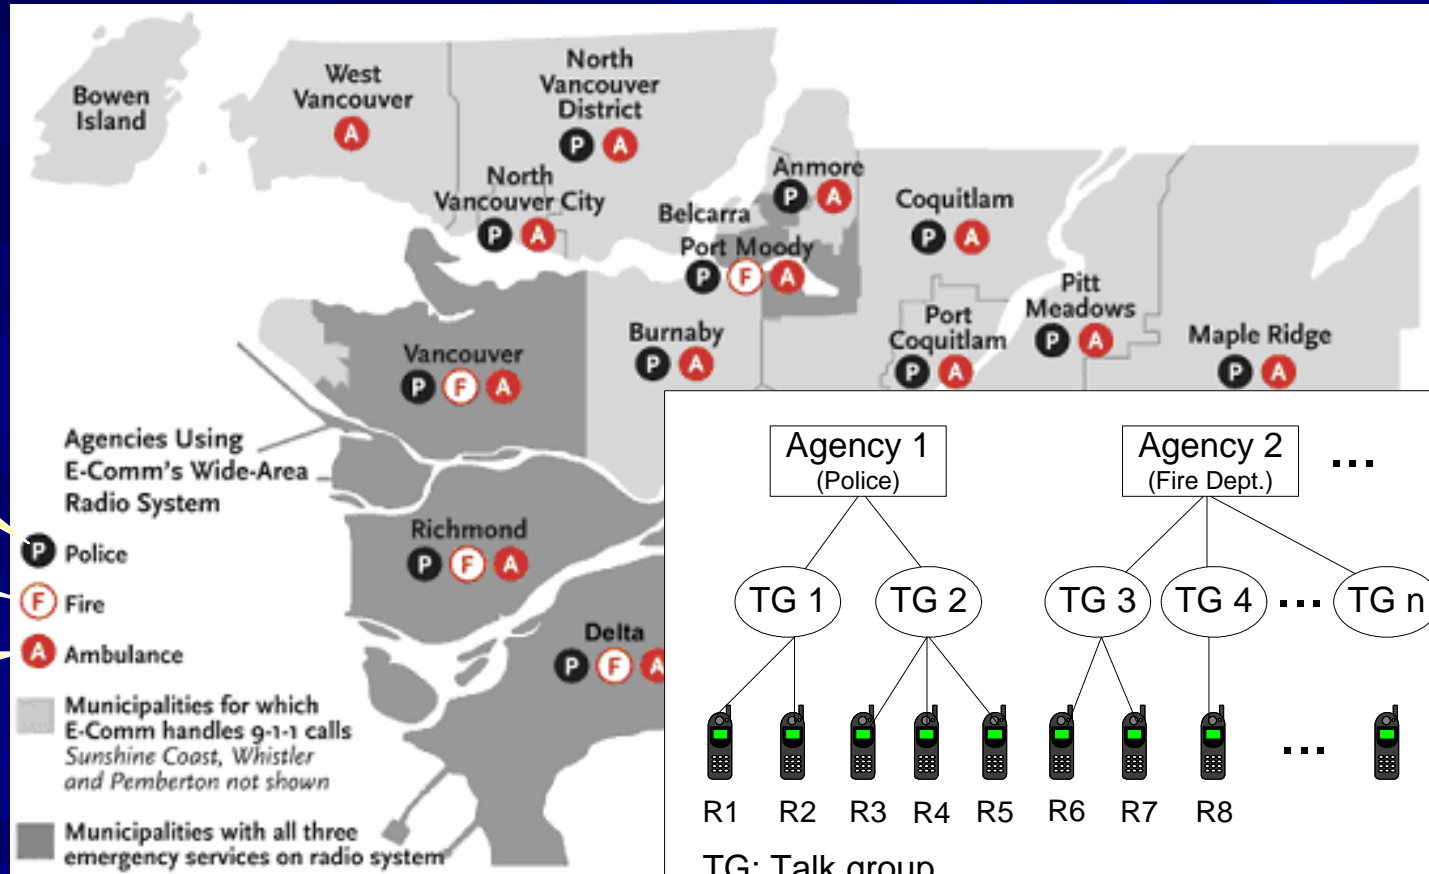 Bowen
Island
West
Vancouver
A
North
Vancouver
District
P A
North
Vancouver City
P A
Belcarra
Anmore
P A
Port Moody
P F A
Coquitlam
P A
Pitt
Meadows
P A
Port
Coquitlam
P A
Maple Ridge
P A
Burnaby
P A
Vancouver
P F A
Richmond
P F A
Delta
P F A
Agencies Using
E-Comm's Wide-Area
Radio System
P Police
F Fire
A Ambulance
Municipalities for which
E-Comm handles 9-1-1 calls
Sunshine Coast, Whistler
and Pemberton not shown
Municipalities with all three
emergency services on radio system
Agency 1
(Police)
Agency 2
(Fire Dept.)
...
TG 1
TG 2
TG 3
TG 4
...
TG n
...
R1 R2 R3 R4 R5 R6 R7 R8
TG: Talk group